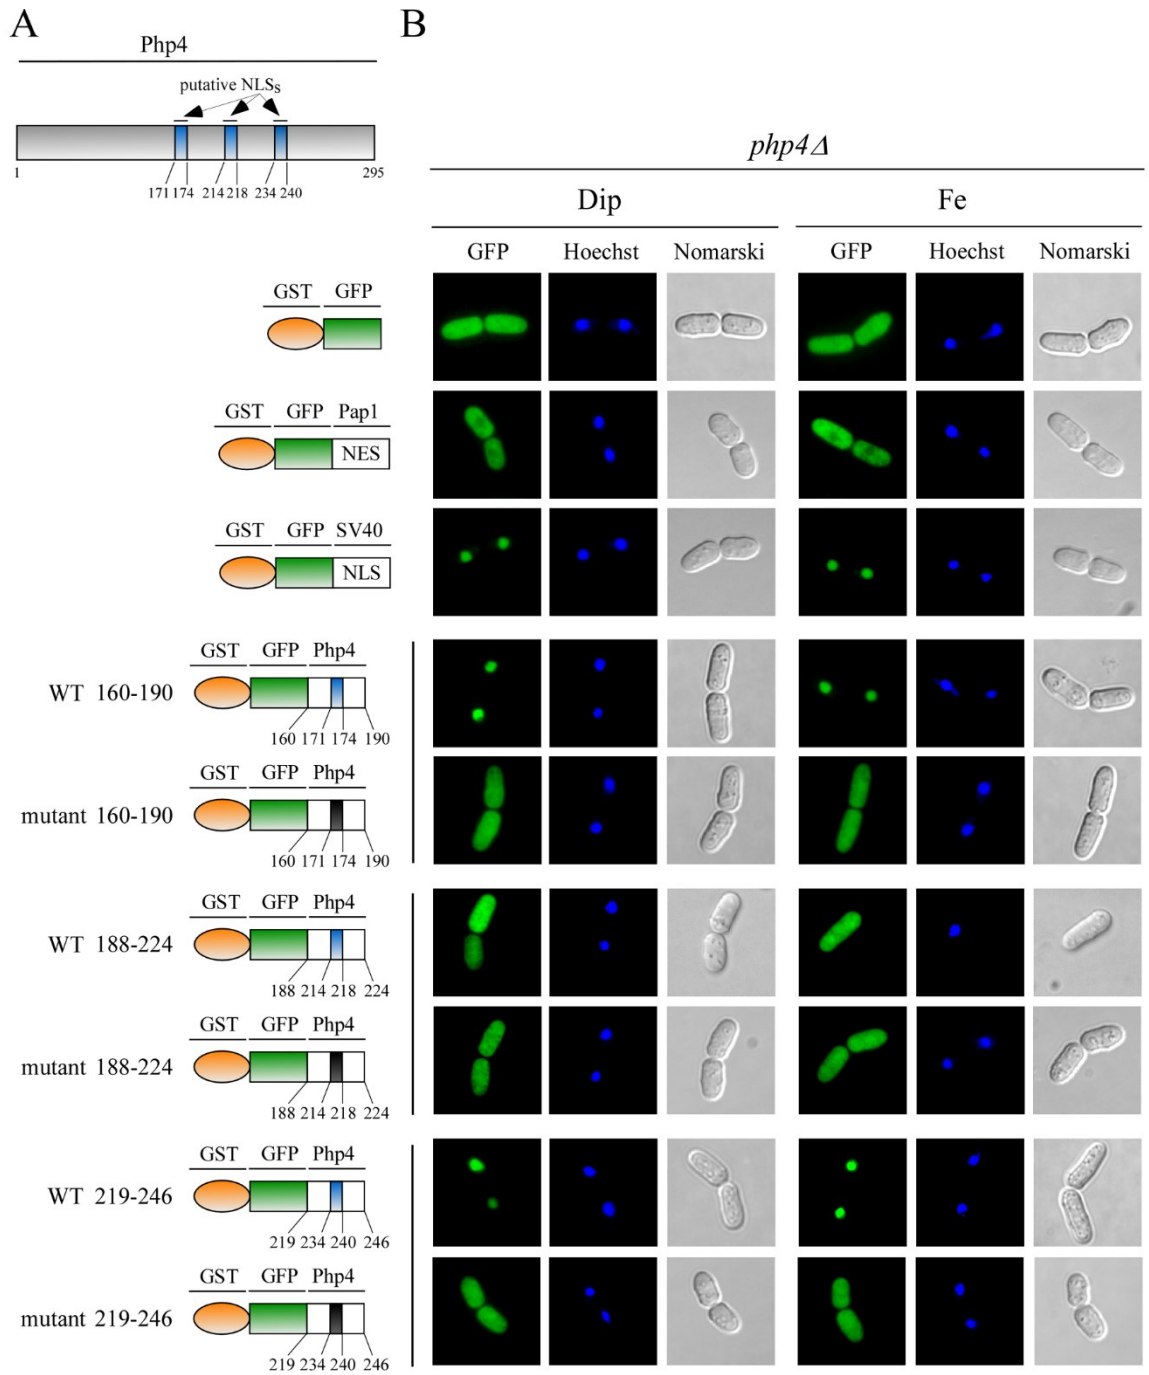 A
B
Php4
putative NLSs
1
295
171 174 214 218 234 240
php4Δ
Dip
Fe
GFP Hoechst Nomarski GFP Hoechst Nomarski
GST GFP
GST GFP Pap1
NES
GST GFP SV40
NLS
GST GFP Php4
WT 160-190
160 171 174 190
GST GFP Php4
mutant 160-190
160 171 174 190
GST GFP Php4
WT 188-224
188 214 218 224
GST GFP Php4
mutant 188-224
188 214 218 224
GST GFP Php4
WT 219-246
219 234 240 246
GST GFP Php4
mutant 219-246
219 234 240 246